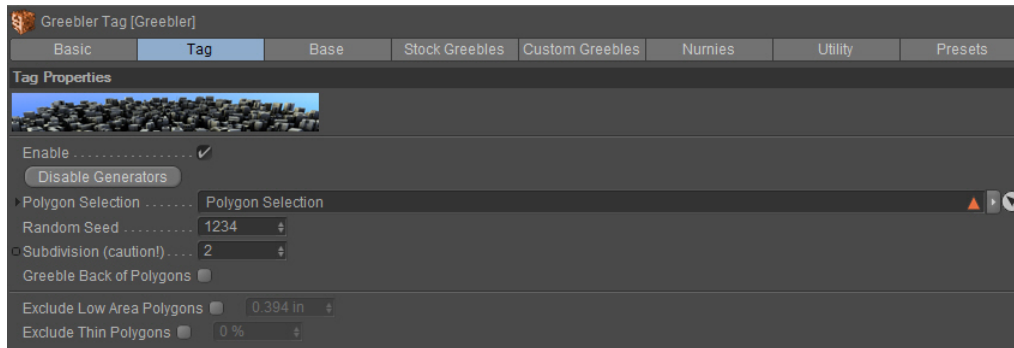 Greebler Tag [Greebler]
Basic Tag Base Stock Greebles Custom Greebles Nurnies Utility Presets
Tag Properties
Enable
Disable Generators
Polygon Selection Polygon Selection
Random Seed 1234
Subdivision (caution!) 2
Greeble Back of Polygons
Exclude Low Area Polygons 0.394 in
Exclude Thin Polygons 0 %